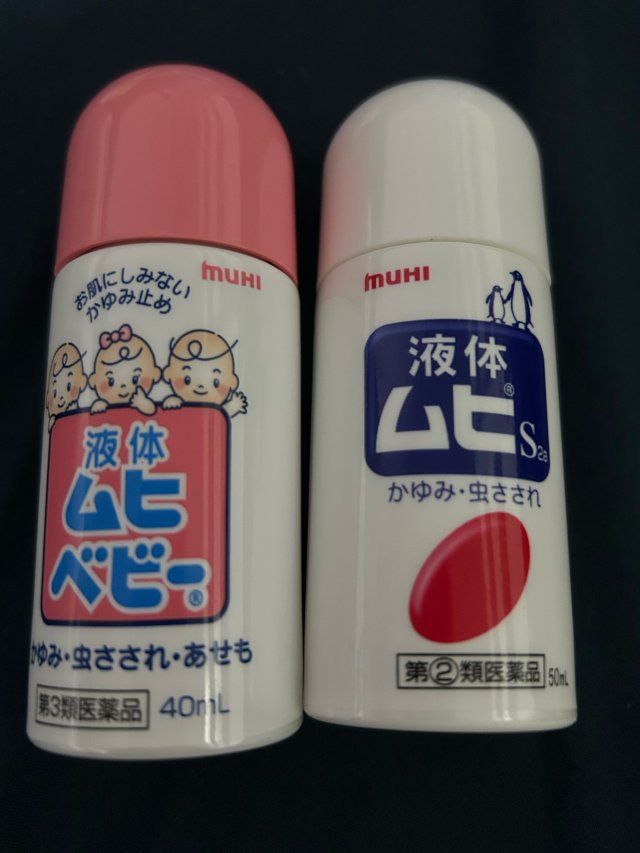 muHI
お肌にしみない
かゆみ止め
液体
ムヒ
ベビー®
かゆみ・虫さされ・あせも
第3類医薬品 40mL
muHI
液体
ムヒ®S2a
かゆみ・虫さされ
第②類医薬品 50mL